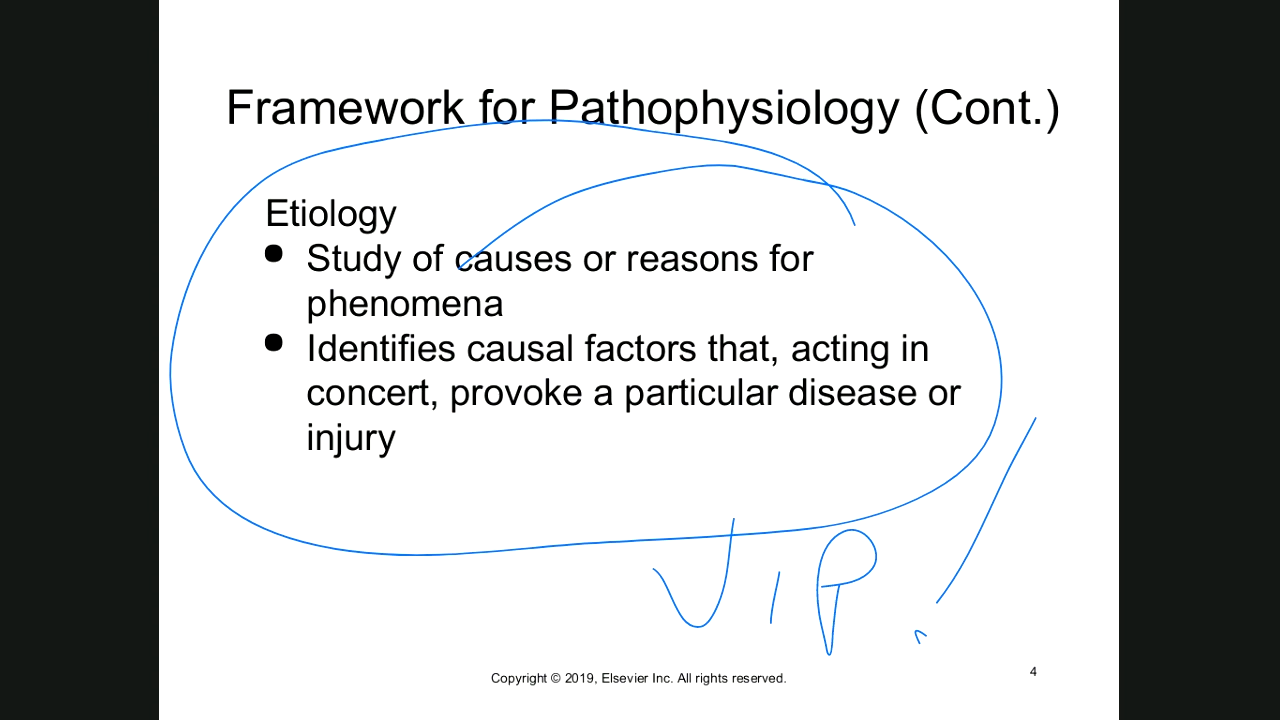 Framework for Pathophysiology (Cont.)
Etiology
● Study of causes or reasons for
phenomena
● Identifies causal factors that, acting in
concert, provoke a particular disease or
injury
VIP!
Copyright © 2019, Elsevier Inc. All rights reserved.
4